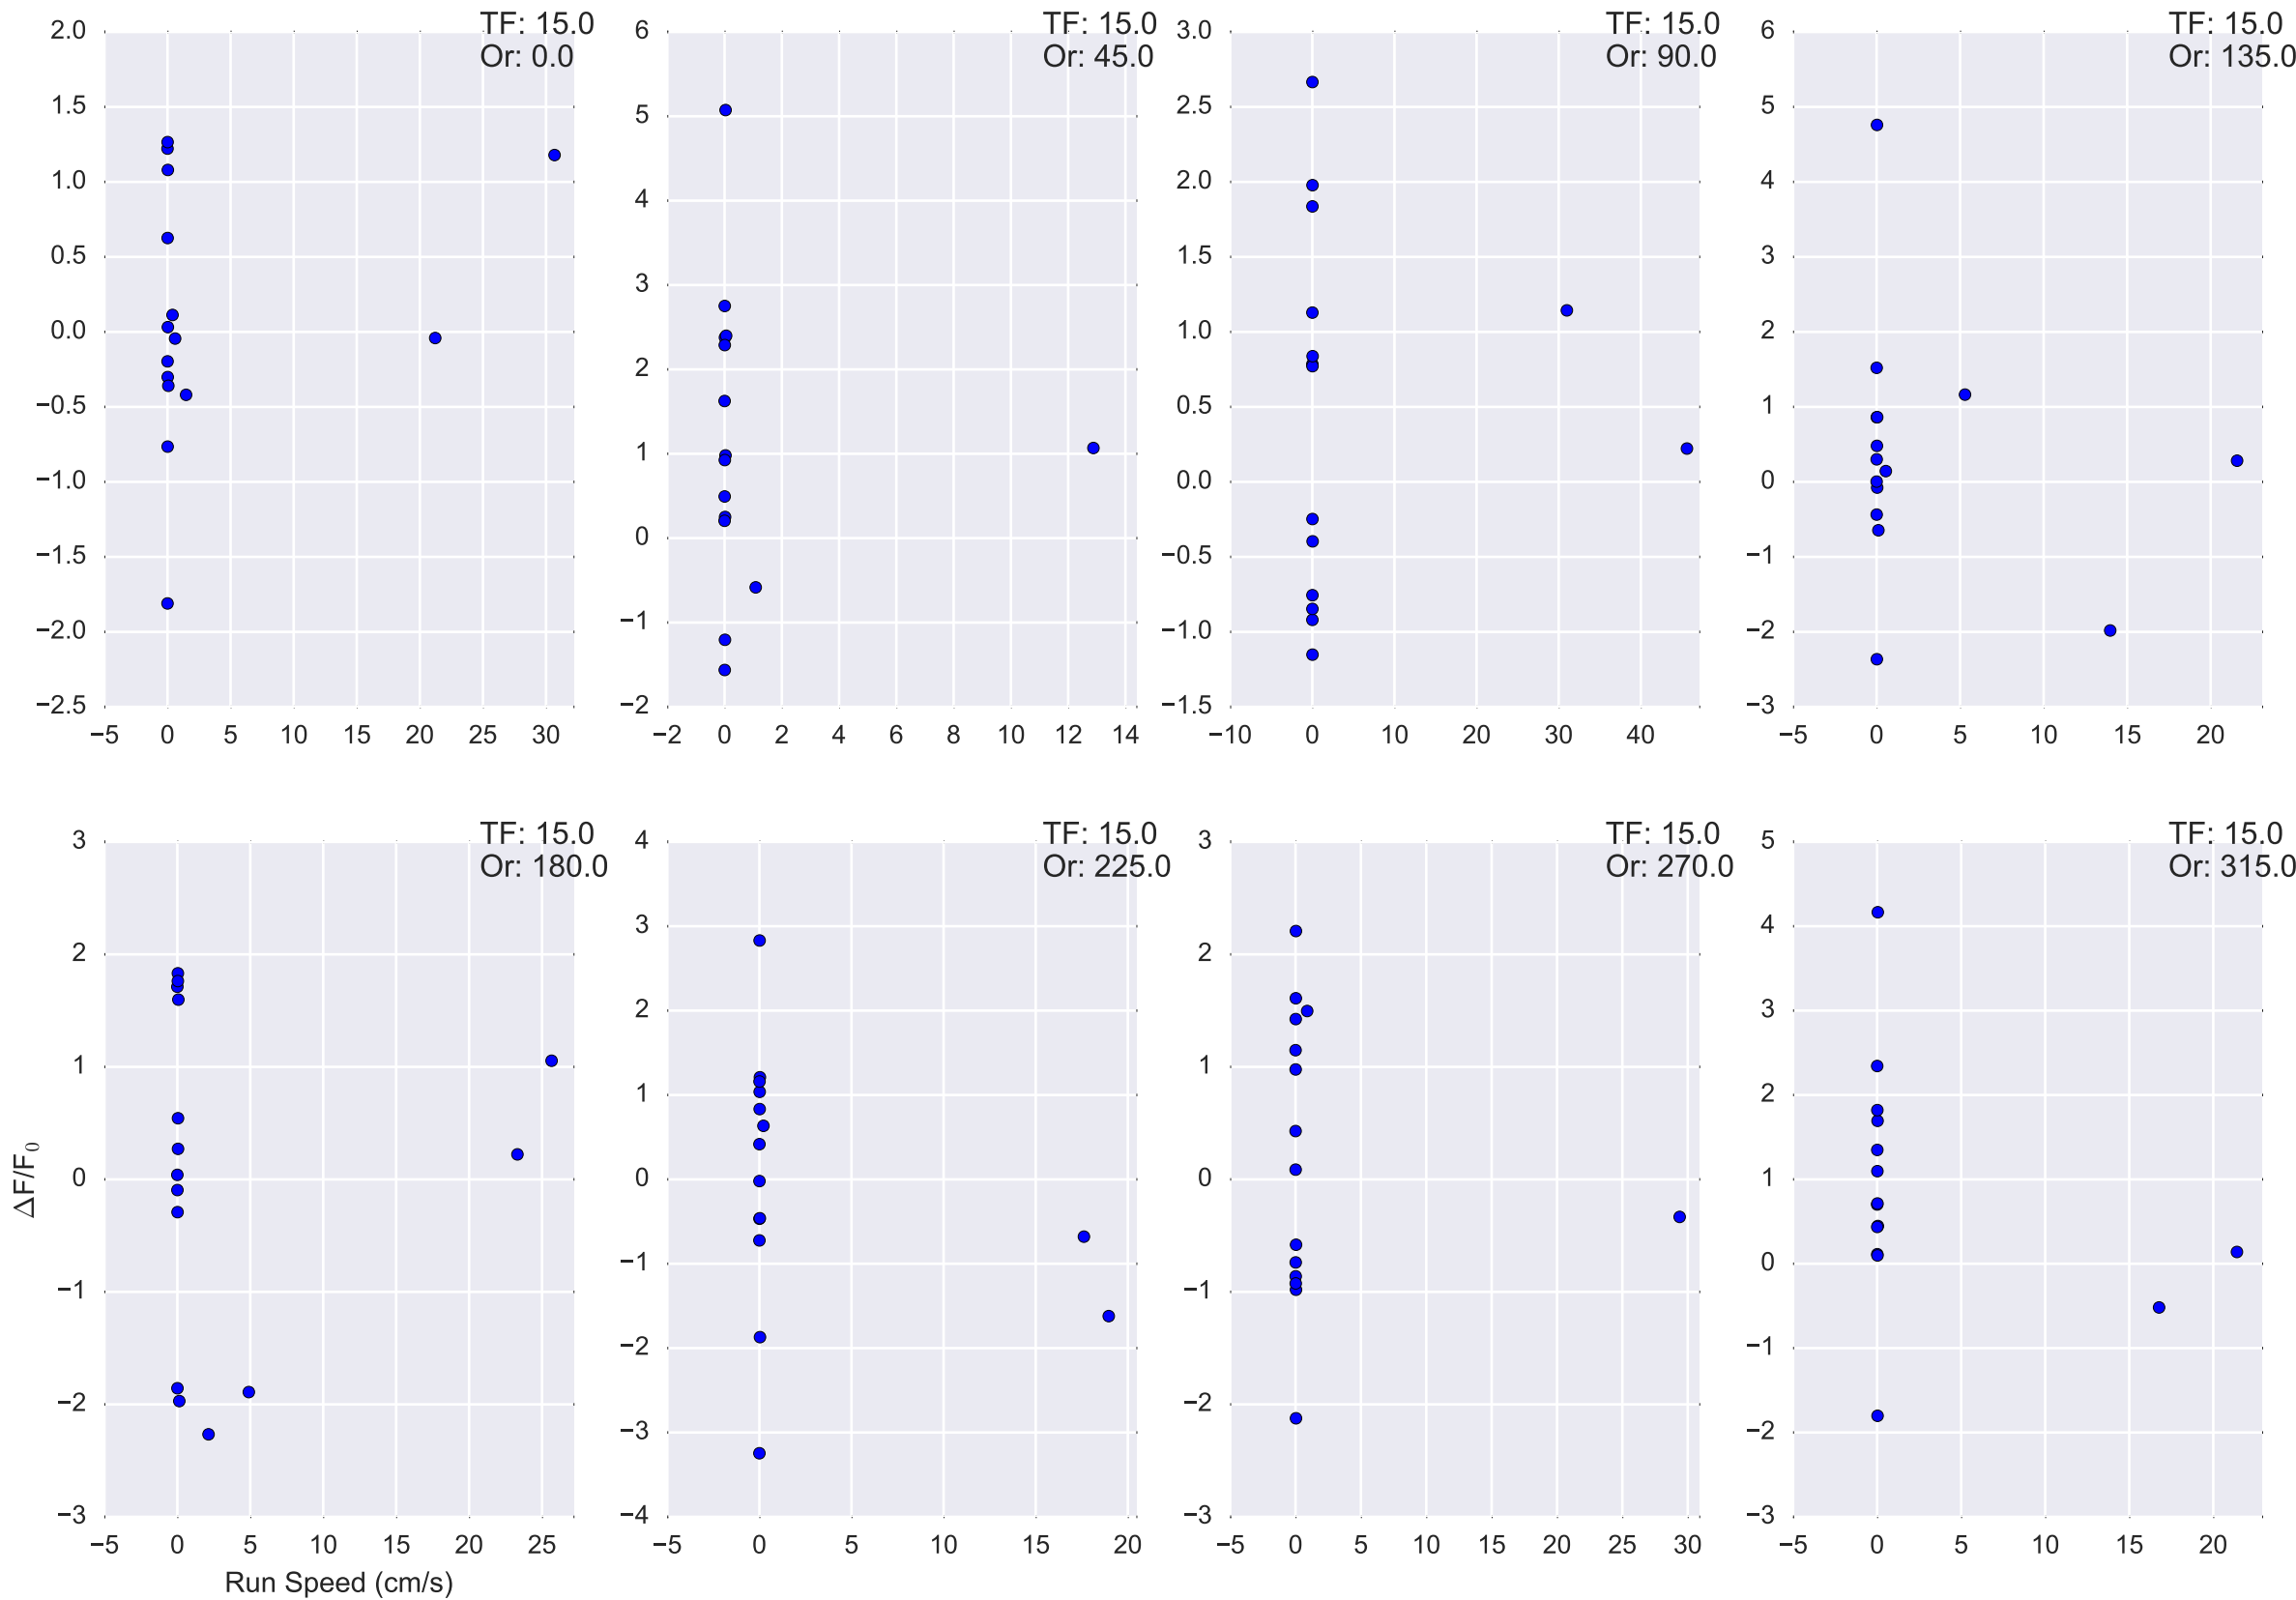 TF: 15.0
Or: 0.0
2.0
1.5
1.0
0.5
0.0
−0.5
−1.0
−1.5
−2.0
−2.5
−5 0 5 10 15 20 25 30
TF: 15.0
Or: 45.0
6
5
4
3
2
1
0
−1
−2
−2 0 2 4 6 8 10 12 14
TF: 15.0
Or: 90.0
3.0
2.5
2.0
1.5
1.0
0.5
0.0
−0.5
−1.0
−1.5
−10 0 10 20 30 40
TF: 15.0
Or: 135.0
6
5
4
3
2
1
0
−1
−2
−3
−5 0 5 10 15 20
TF: 15.0
Or: 180.0
3
2
1
0
−1
−2
−3
ΔF/F₀
−5 0 5 10 15 20 25
Run Speed (cm/s)
TF: 15.0
Or: 225.0
4
3
2
1
0
−1
−2
−3
−4
−5 0 5 10 15 20
TF: 15.0
Or: 270.0
3
2
1
0
−1
−2
−3
−5 0 5 10 15 20 25 30
TF: 15.0
Or: 315.0
5
4
3
2
1
0
−1
−2
−3
−5 0 5 10 15 20